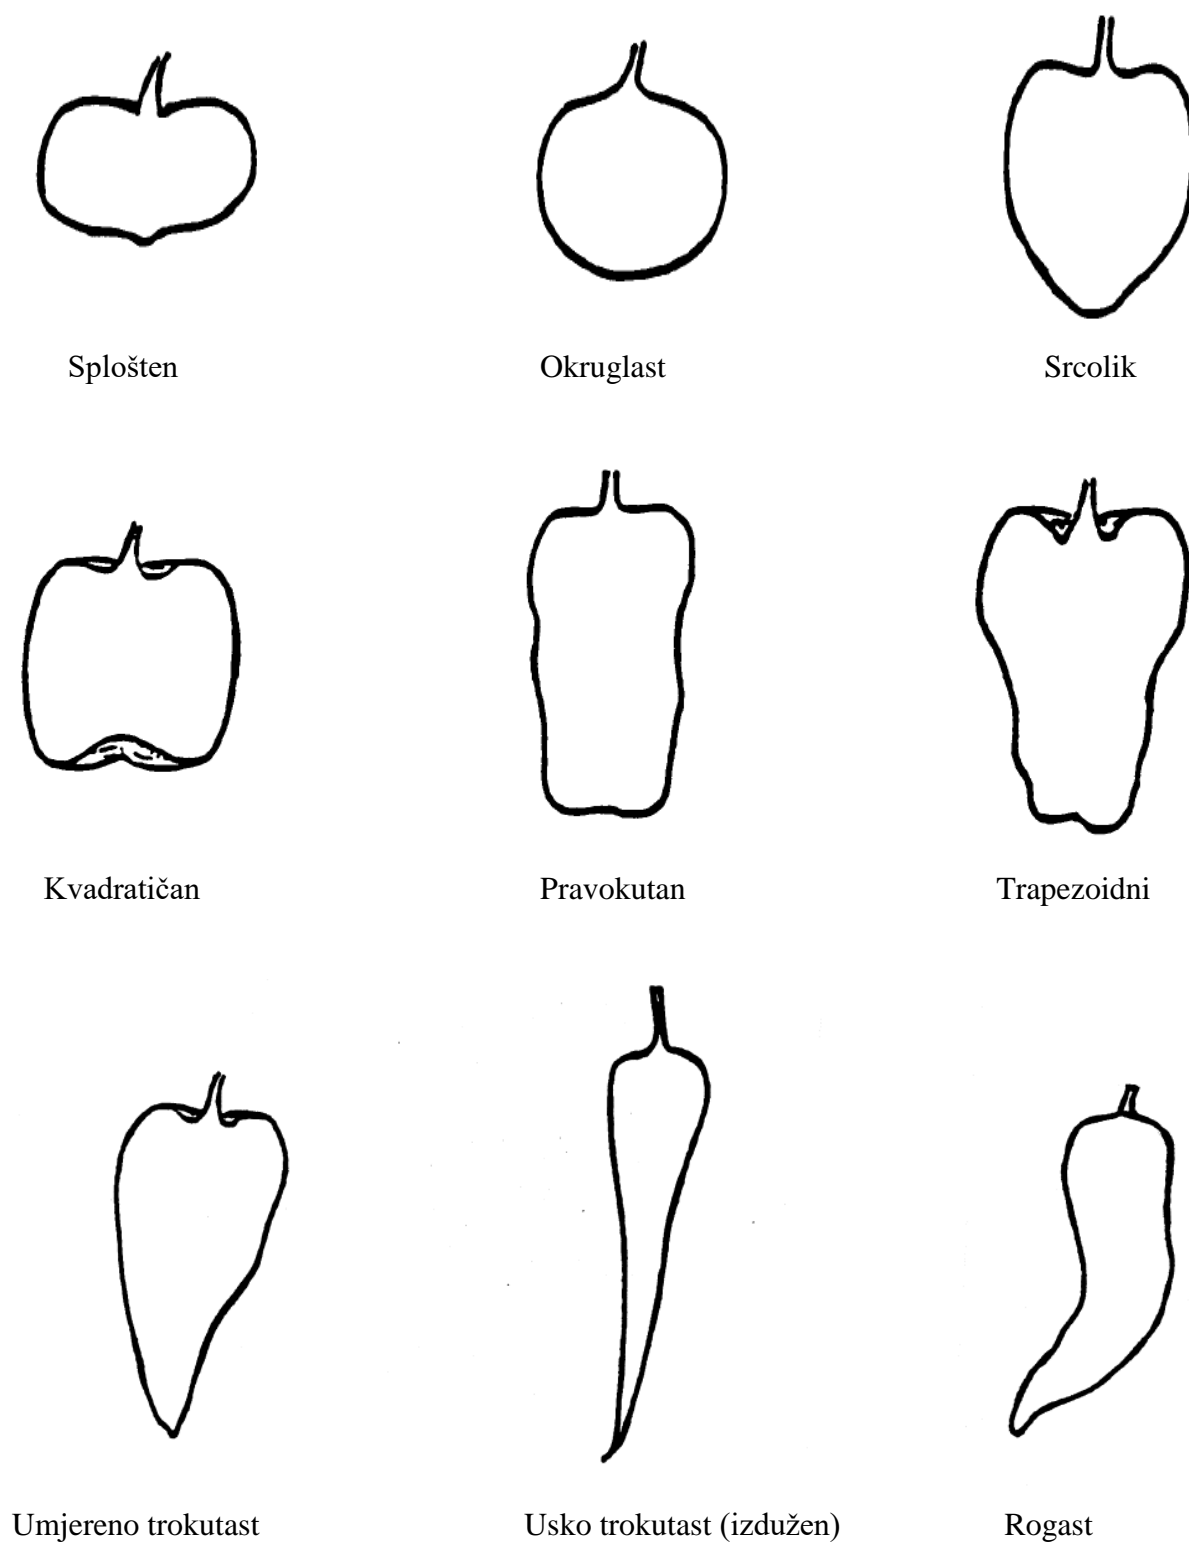 Splošten
Okruglast
Srcolik
Kvadratičan
Pravokutan
Trapezoidni
Umjereno trokutast
Usko trokutast (izdužen)
Rogast